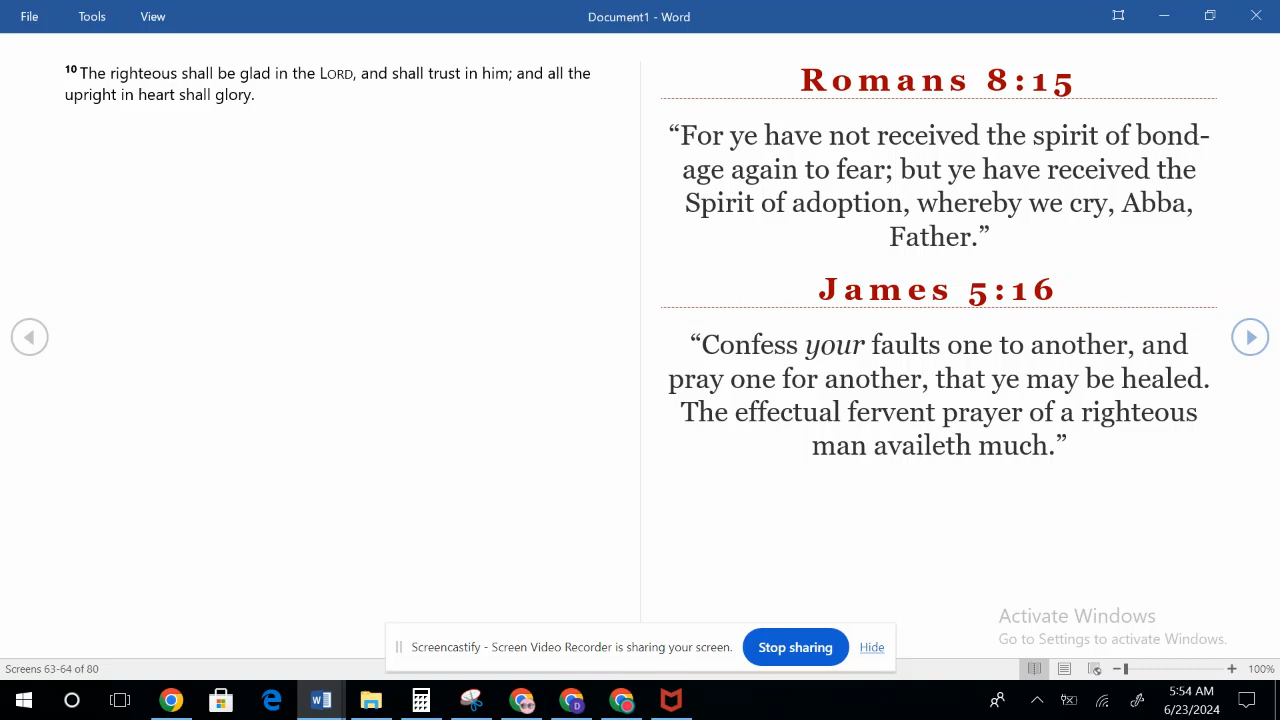 File Tools View Document1 - Word
10 The righteous shall be glad in the LORD, and shall trust in him; and all the
upright in heart shall glory.
Romans 8:15
“For ye have not received the spirit of bond-
age again to fear; but ye have received the
Spirit of adoption, whereby we cry, Abba,
Father.”
James 5:16
“Confess your faults one to another, and
pray one for another, that ye may be healed.
The effectual fervent prayer of a righteous
man availeth much.”
Activate Windows
Go to Settings to activate Windows.
Screencastify - Screen Video Recorder is sharing your screen. Stop sharing Hide
Screens 63-64 of 80 100%
5:54 AM
6/23/2024